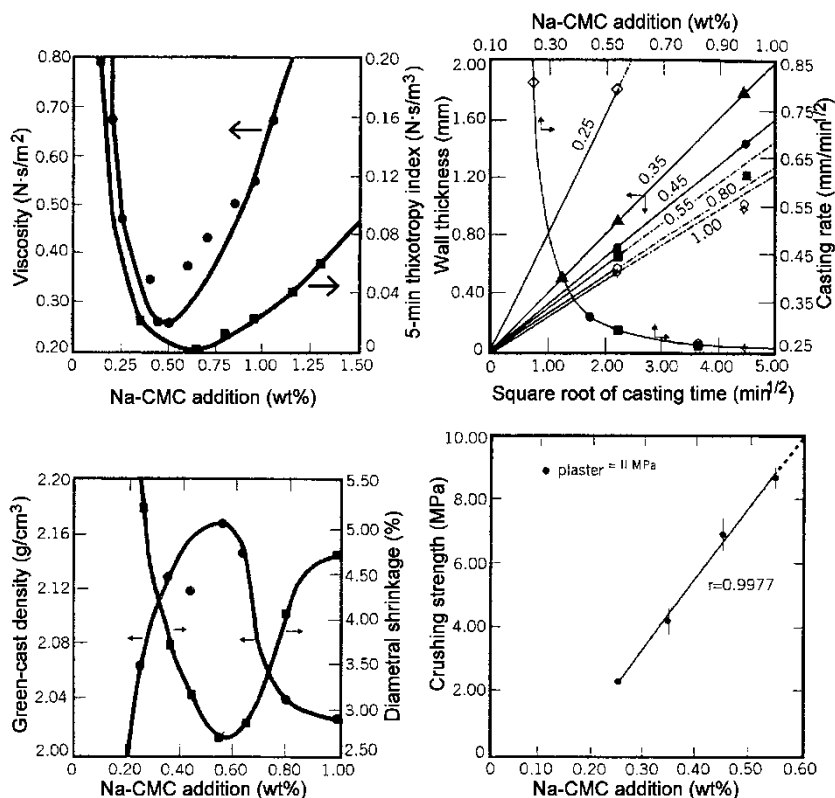 0.80
0.70
0.60
0.50
0.40
0.30
0.20
Viscosity (N·s/m²)
0.20
0.16
0.12
0.08
0.04
0
5-min thixotropy index (N·s/m³)
0 0.25 0.50 0.75 1.00 1.25 1.50
Na-CMC addition (wt%)
Na-CMC addition (wt%)
0.10 0.25 0.40 0.55 0.70 0.85 1.00
2.00
1.60
1.20
0.80
0.40
0
Wall thickness (mm)
0.25
0.35
0.45
0.55
0.80
1.00
0.85
0.75
0.65
0.55
0.45
0.35
0.25
Casting rate (mm/min^1/2)
0 1.00 2.00 3.00 4.00 5.00
Square root of casting time (min^1/2)
2.20
2.16
2.12
2.08
2.04
2.00
Green-cast density (g/cm³)
5.50
5.00
4.50
4.00
3.50
3.00
2.50
Diametral shrinkage (%)
0 0.20 0.40 0.60 0.80 1.00
Na-CMC addition (wt%)
10.00
8.00
6.00
4.00
2.00
0
Crushing strength (MPa)
plaster = 11 MPa
r=0.9977
0 0.10 0.20 0.30 0.40 0.50 0.60
Na-CMC addition (wt%)